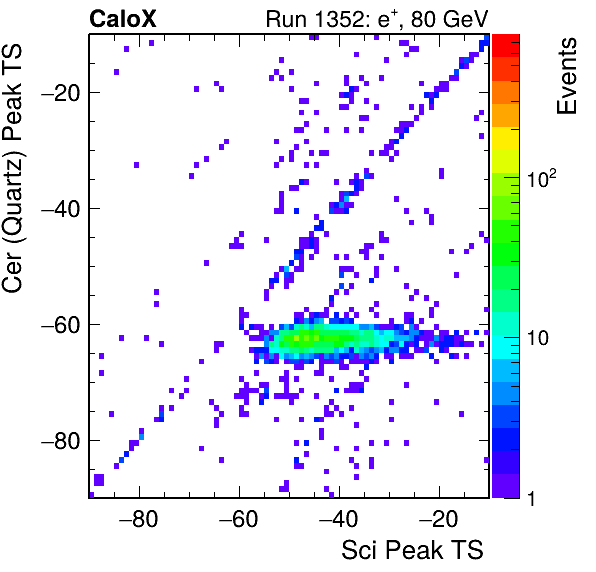 CaloX
Run 1352: e⁺, 80 GeV
Cer (Quartz) Peak TS
−20
−40
−60
−80
−80
−60
−40
−20
Sci Peak TS
Events
10²
10
1